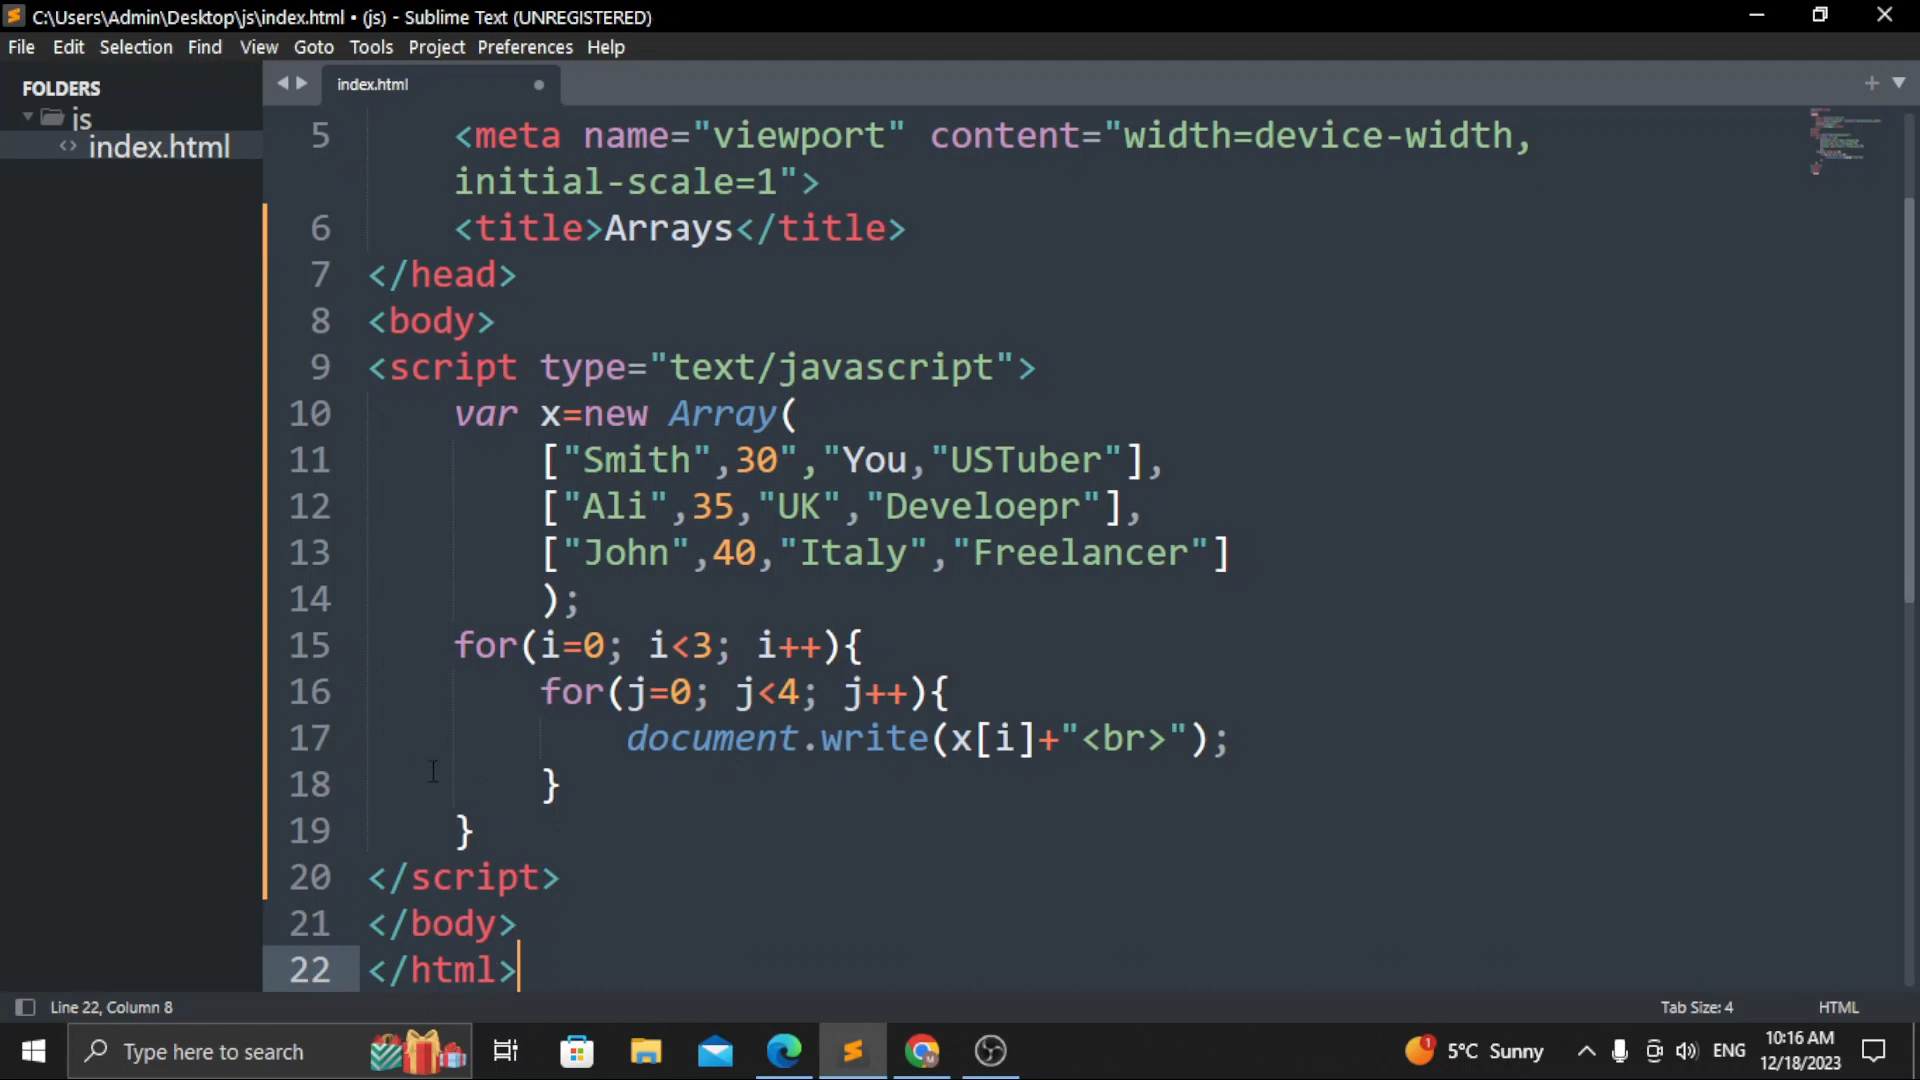 C:\Users\Admin\Desktop\js\index.html • (js) - Sublime Text (UNREGISTERED)
File Edit Selection Find View Goto Tools Project Preferences Help
FOLDERS
js
index.html
index.html
5 <meta name="viewport" content="width=device-width,
initial-scale=1">
6 <title>Arrays</title>
7 </head>
8 <body>
9 <script type="text/javascript">
10 var x=new Array(
11 ["Smith",30","You,"USTuber"],
12 ["Ali",35,"UK","Develoepr"],
13 ["John",40,"Italy","Freelancer"]
14 );
15 for(i=0; i<3; i++){
16 for(j=0; j<4; j++){
17 document.write(x[i]+"<br>");
18 }
19 }
20 </script>
21 </body>
22 </html>
Line 22, Column 8
Tab Size: 4
HTML
Type here to search
1
5°C Sunny
ENG
10:16 AM
12/18/2023